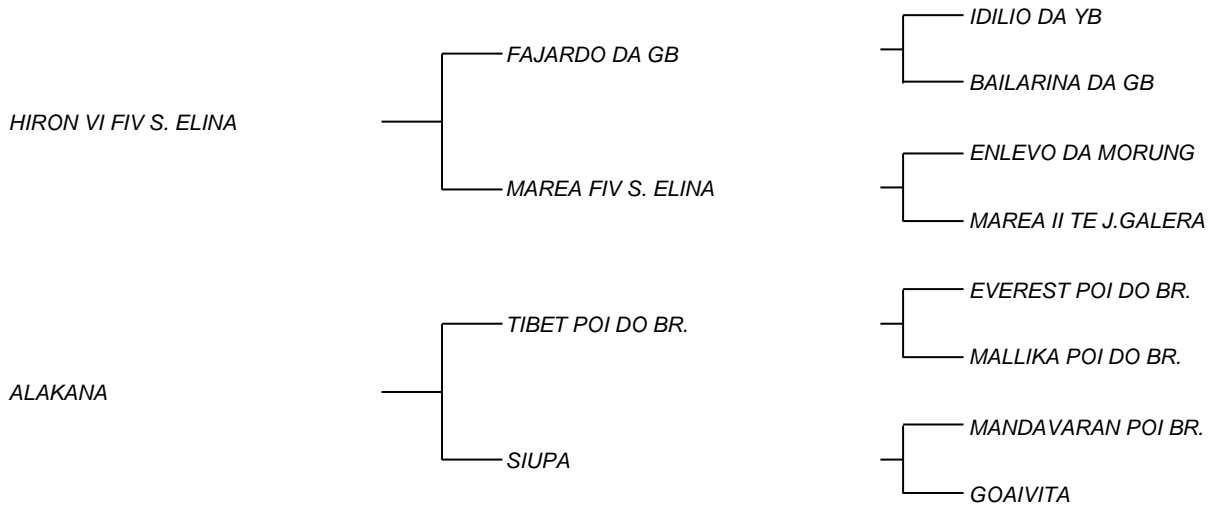 IDILIO DA YB
FAJARDO DA GB
BAILARINA DA GB
HIRON VI FIV S. ELINA
ENLEVO DA MORUNG
MAREA FIV S. ELINA
MAREA II TE J.GALERA
EVEREST POI DO BR.
TIBET POI DO BR.
MALLIKA POI DO BR.
ALAKANA
MANDAVARAN POI BR.
SIUPA
GOAIVITA